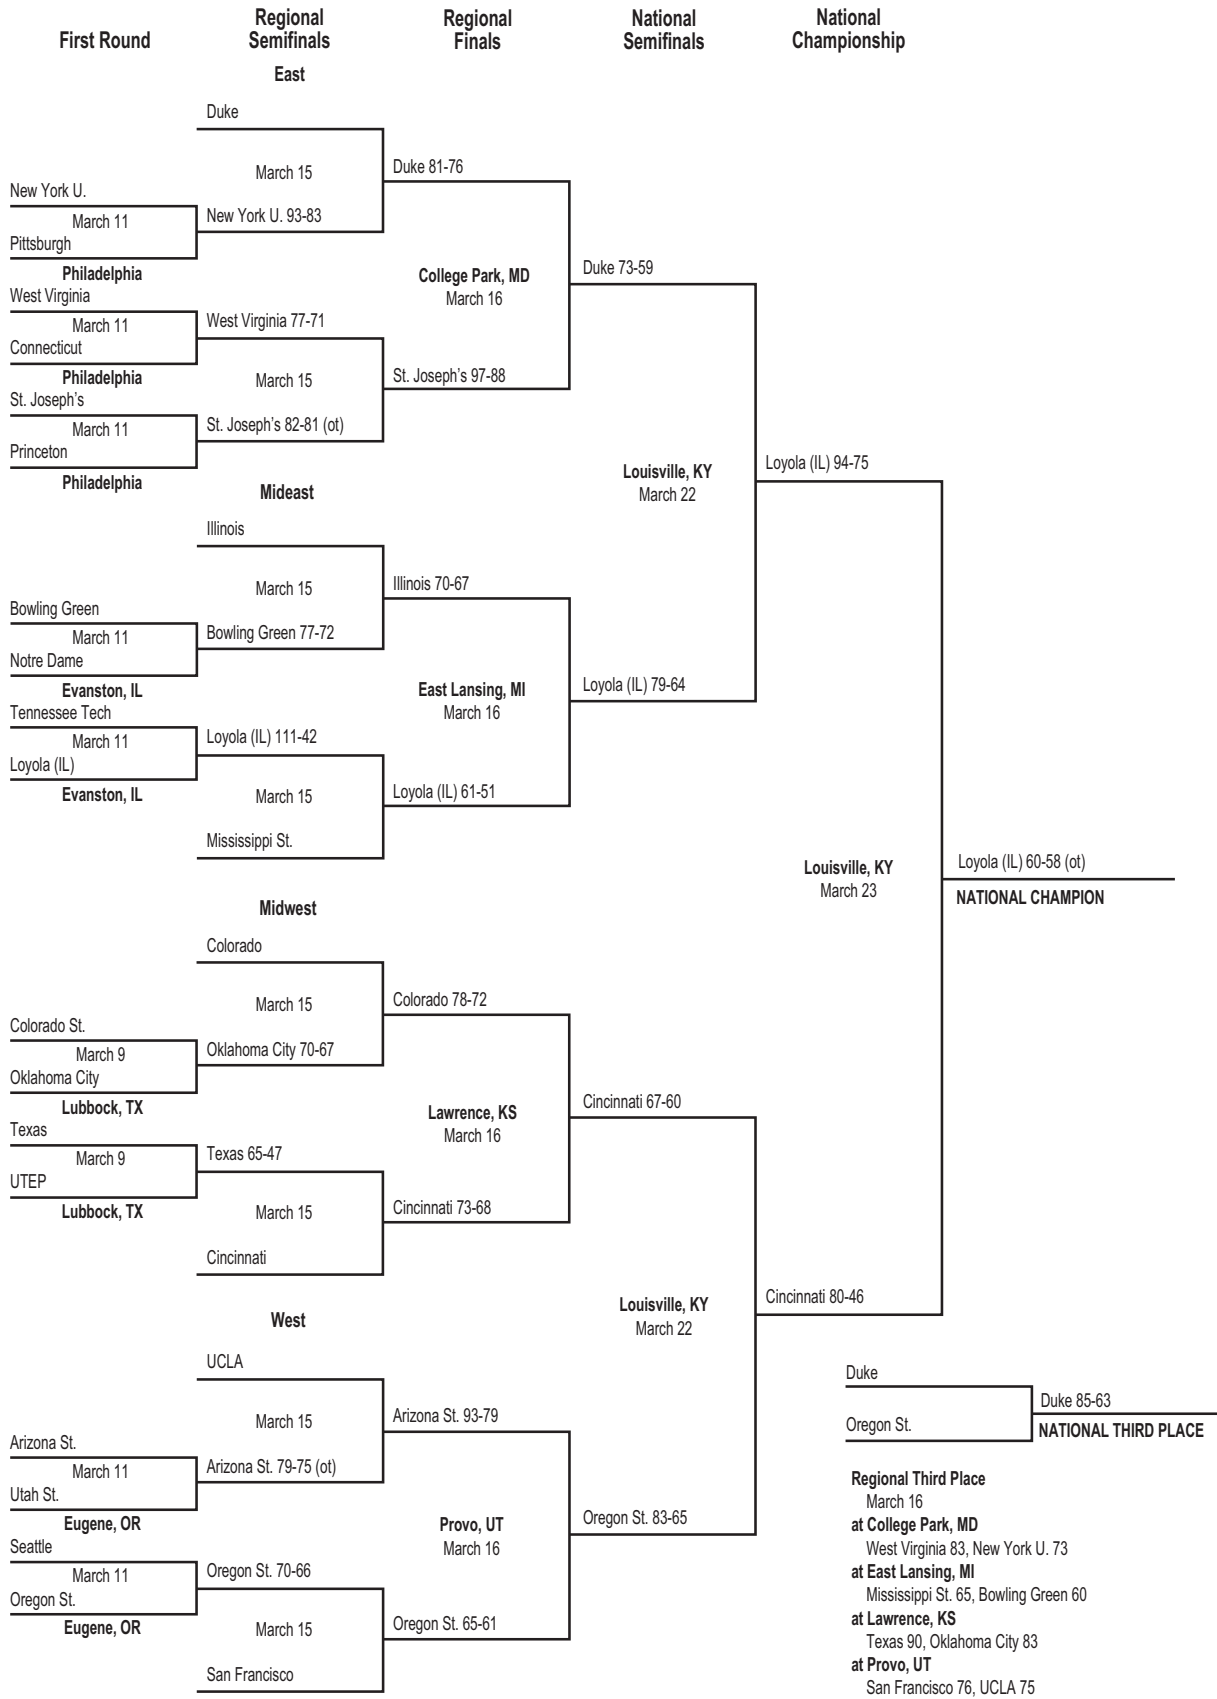 First Round
Regional
Semifinals
Regional
Finals
National
Semifinals
National
Championship
East
Duke
March 15
Duke 81-76
New York U.
March 11
New York U. 93-83
Pittsburgh
Philadelphia
College Park, MD
March 16
Duke 73-59
West Virginia
March 11
West Virginia 77-71
Connecticut
Philadelphia
March 15
St. Joseph's 97-88
St. Joseph's
March 11
St. Joseph's 82-81 (ot)
Princeton
Philadelphia
Louisville, KY
March 22
Loyola (IL) 94-75
Mideast
Illinois
March 15
Illinois 70-67
Bowling Green
March 11
Bowling Green 77-72
Notre Dame
Evanston, IL
East Lansing, MI
March 16
Loyola (IL) 79-64
Tennessee Tech
March 11
Loyola (IL) 111-42
Loyola (IL)
Evanston, IL
March 15
Loyola (IL) 61-51
Mississippi St.
Louisville, KY
March 23
Loyola (IL) 60-58 (ot)
NATIONAL CHAMPION
Midwest
Colorado
March 15
Colorado 78-72
Colorado St.
March 9
Oklahoma City 70-67
Oklahoma City
Lubbock, TX
Lawrence, KS
March 16
Cincinnati 67-60
Texas
March 9
Texas 65-47
UTEP
Lubbock, TX
March 15
Cincinnati 73-68
Cincinnati
Louisville, KY
March 22
Cincinnati 80-46
West
UCLA
March 15
Arizona St. 93-79
Arizona St.
March 11
Arizona St. 79-75 (ot)
Utah St.
Eugene, OR
Provo, UT
March 16
Oregon St. 83-65
Seattle
March 11
Oregon St. 70-66
Oregon St.
Eugene, OR
March 15
Oregon St. 65-61
San Francisco
Duke
Duke 85-63
Oregon St.
NATIONAL THIRD PLACE
Regional Third Place
March 16
at College Park, MD
West Virginia 83, New York U. 73
at East Lansing, MI
Mississippi St. 65, Bowling Green 60
at Lawrence, KS
Texas 90, Oklahoma City 83
at Provo, UT
San Francisco 76, UCLA 75